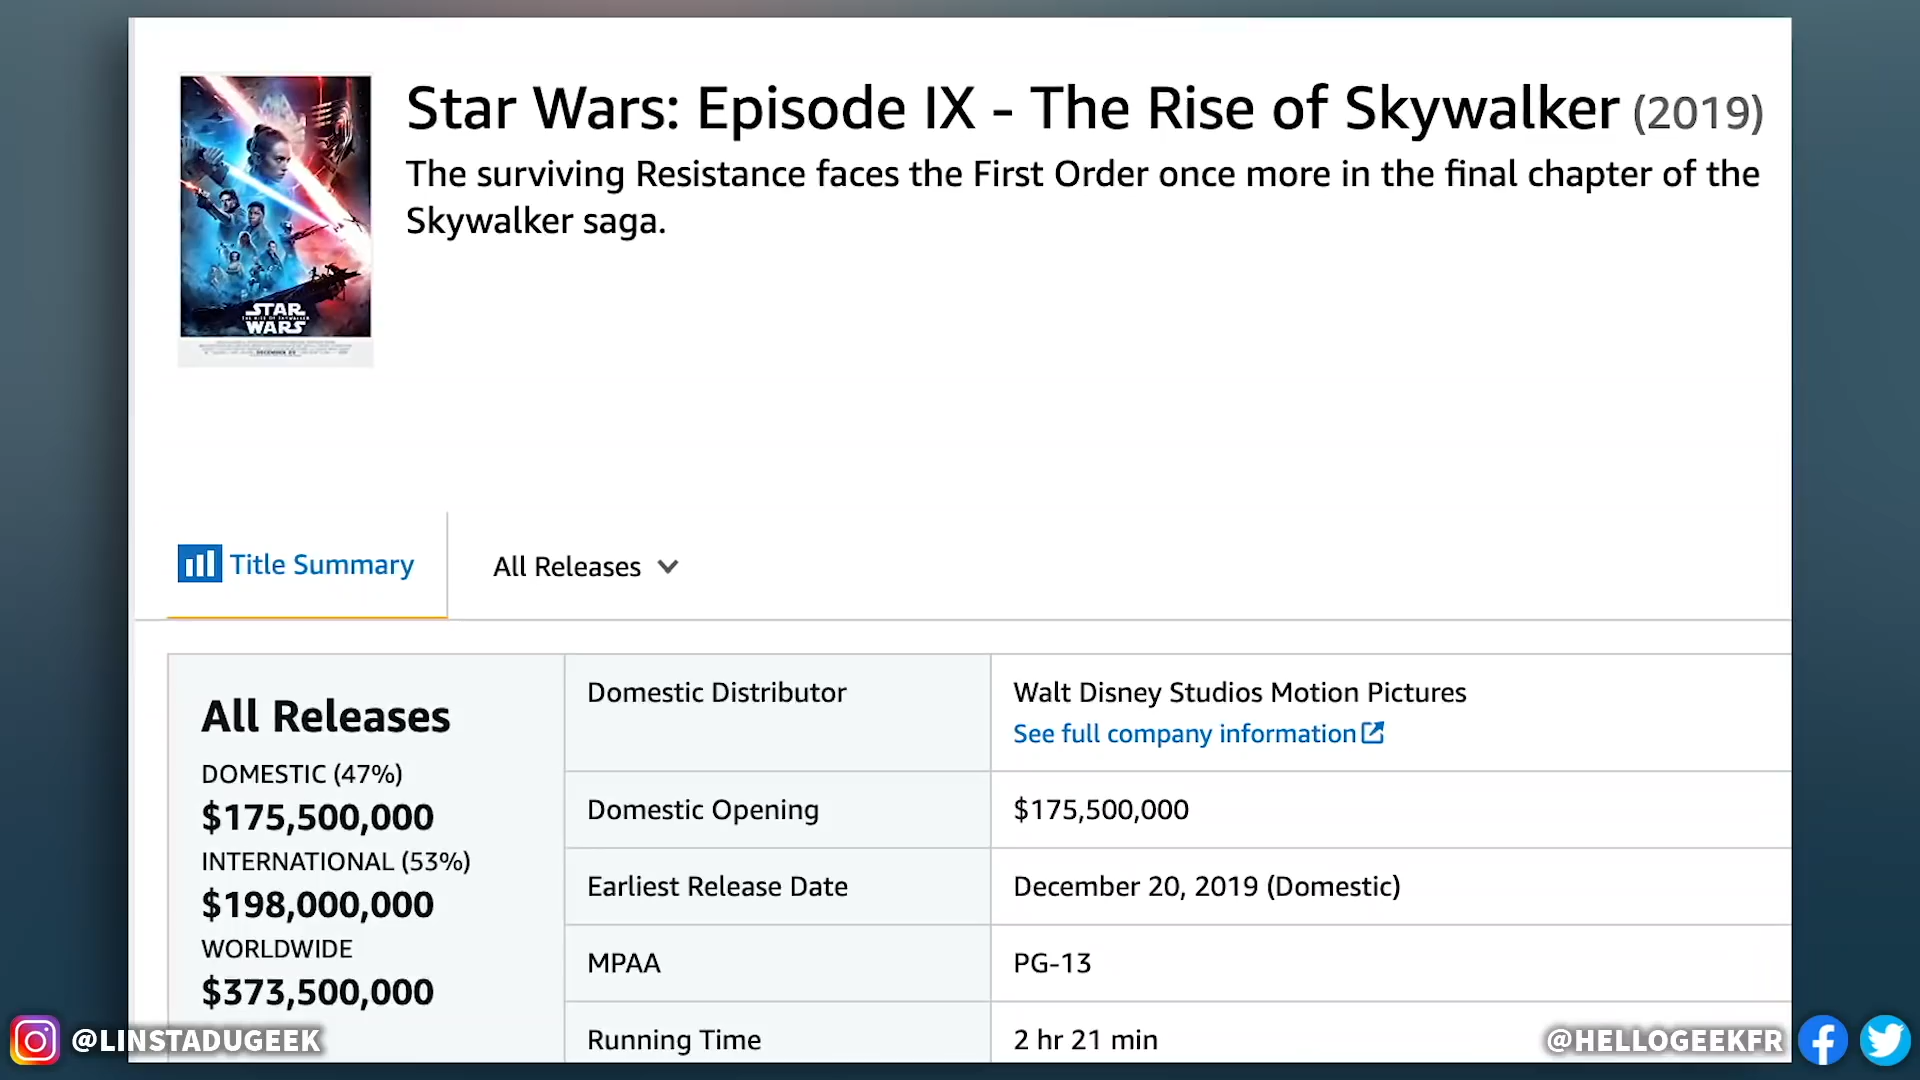 Star Wars: Episode IX - The Rise of Skywalker (2019)
The surviving Resistance faces the First Order once more in the final chapter of the
Skywalker saga.
STAR
THE RISE OF SKYWALKER
WARS
Title Summary
All Releases
All Releases
DOMESTIC (47%)
$175,500,000
INTERNATIONAL (53%)
$198,000,000
WORLDWIDE
$373,500,000
Domestic Distributor
Walt Disney Studios Motion Pictures
See full company information
Domestic Opening
$175,500,000
Earliest Release Date
December 20, 2019 (Domestic)
MPAA
PG-13
Running Time
2 hr 21 min
@LINSTADUGEEK
@HELLOGEEKFR